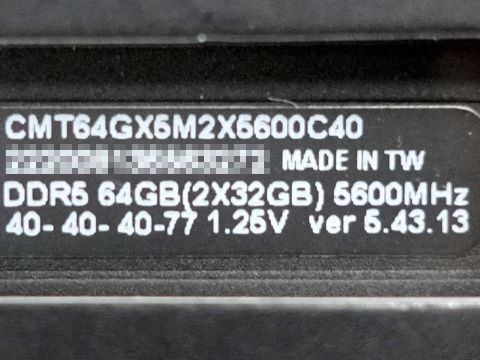 CMT64GX5M2X5600C40
MADE IN TW
DDR5 64GB(2X32GB) 5600MHz
40-40-40-77 1.25V ver 5.43.13